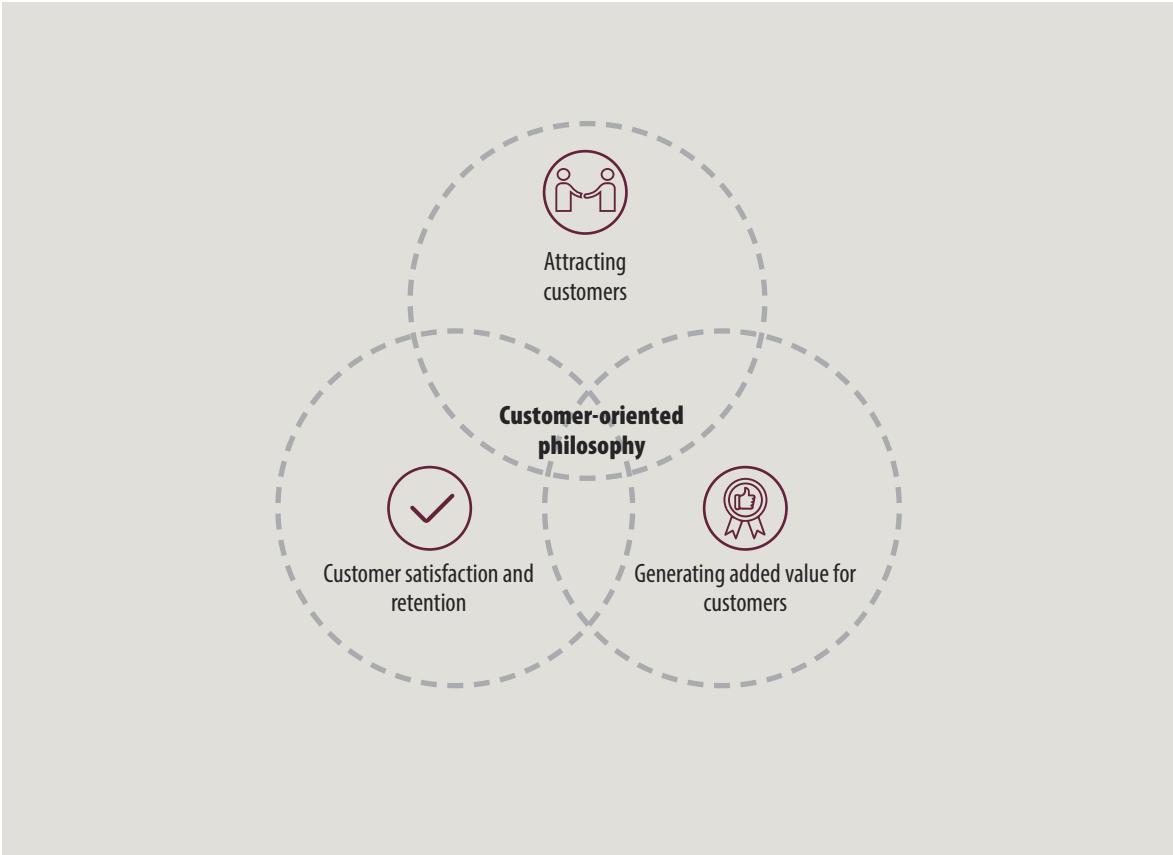 Attracting
customers
Customer-oriented
philosophy
Customer satisfaction and
retention
Generating added value for
customers